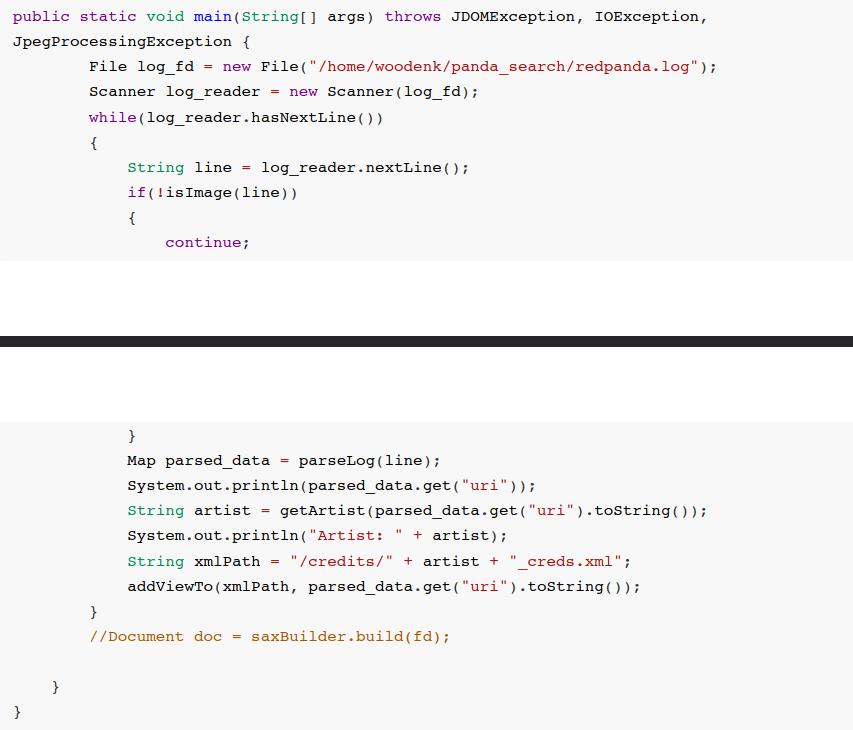 public static void main(String[] args) throws JDOMException, IOException,
JpegProcessingException {
        File log_fd = new File("/home/woodenk/panda_search/redpanda.log");
        Scanner log_reader = new Scanner(log_fd);
        while(log_reader.hasNextLine())
        {
            String line = log_reader.nextLine();
            if(!isImage(line))
            {
                continue;
            }
            Map parsed_data = parseLog(line);
            System.out.println(parsed_data.get("uri"));
            String artist = getArtist(parsed_data.get("uri").toString());
            System.out.println("Artist: " + artist);
            String xmlPath = "/credits/" + artist + "_creds.xml";
            addViewTo(xmlPath, parsed_data.get("uri").toString());
        }
        //Document doc = saxBuilder.build(fd);
    }
}